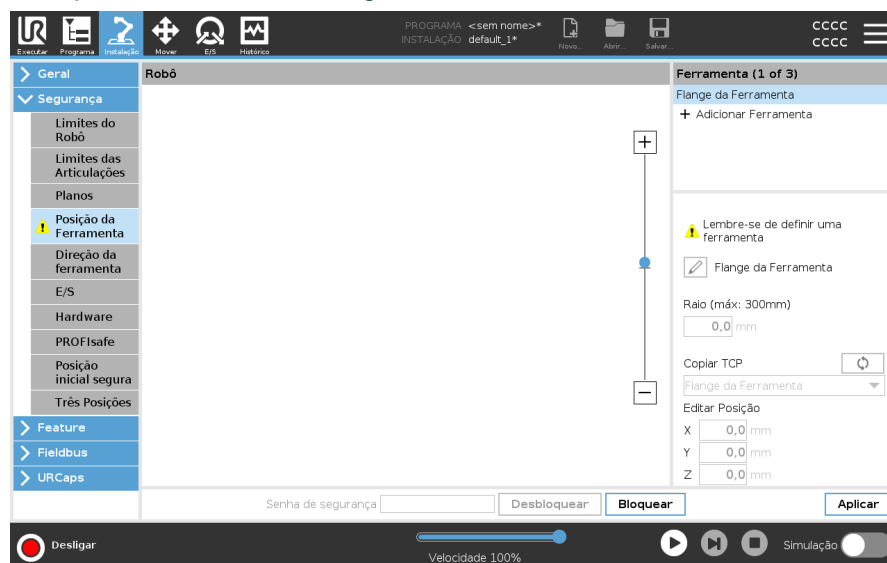 PROGRAMA <sem nome>*
INSTALAÇÃO default_1*
Executar Programa Instalação Mover E/S Histórico Novo... Abrir... Salvar...
cccc
cccc
Geral
Segurança
Limites do
Robô
Limites das
Articulações
Planos
Posição da
Ferramenta
Direção da
ferramenta
E/S
Hardware
PROFIsafe
Posição
inicial segura
Três Posições
Feature
Fieldbus
URCaps
Robô
+
−
Ferramenta (1 of 3)
Flange da Ferramenta
+ Adicionar Ferramenta
Lembre-se de definir uma
ferramenta
Flange da Ferramenta
Raio (máx: 300mm)
0,0 mm
Copiar TCP
Flange da Ferramenta
Editar Posição
X 0,0 mm
Y 0,0 mm
Z 0,0 mm
Senha de segurança Desbloquear Bloquear Aplicar
Desligar
Velocidade 100%
Simulação